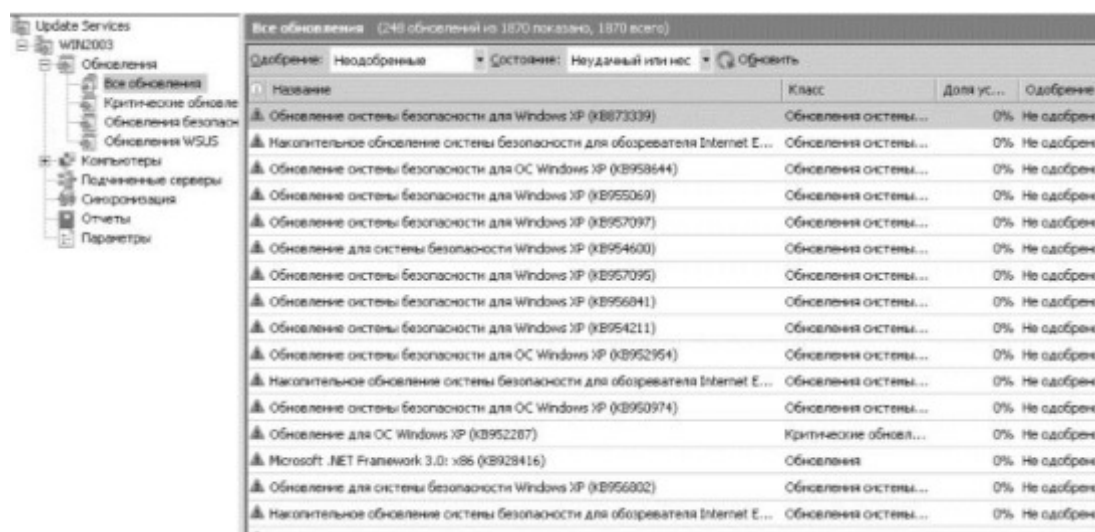 Update Services
WIN2003
Обновления
Все обновления
Критические обновле
Обновления безопасн
Обновления WSUS
Компьютеры
Подчиненные серверы
Синхронизация
Отчеты
Параметры
Все обновления (248 обновлений из 1870 показано, 1870 всего)
Одобрение: Неодобренные Состояние: Неудачный или нес Обновить
Название Класс Доля ус... Одобрение
Обновление системы безопасности для Windows XP (KB873339) Обновления системы... 0% Не одобрен
Накопительное обновление системы безопасности для обозревателя Internet E... Обновления системы... 0% Не одобрен
Обновление системы безопасности для ОС Windows XP (KB958644) Обновления системы... 0% Не одобрен
Обновление системы безопасности для Windows XP (KB955069) Обновления системы... 0% Не одобрен
Обновление системы безопасности для Windows XP (KB957097) Обновления системы... 0% Не одобрен
Обновление для системы безопасности Windows XP (KB954600) Обновления системы... 0% Не одобрен
Обновление системы безопасности для Windows XP (KB957095) Обновления системы... 0% Не одобрен
Обновление системы безопасности для Windows XP (KB956841) Обновления системы... 0% Не одобрен
Обновление системы безопасности для Windows XP (KB954211) Обновления системы... 0% Не одобрен
Обновление системы безопасности для ОС Windows XP (KB952954) Обновления системы... 0% Не одобрен
Накопительное обновление системы безопасности для обозревателя Internet E... Обновления системы... 0% Не одобрен
Обновление системы безопасности для ОС Windows XP (KB950974) Обновления системы... 0% Не одобрен
Обновление для ОС Windows XP (KB952287) Критические обновл... 0% Не одобрен
Microsoft .NET Framework 3.0: x86 (KB928416) Обновления 0% Не одобрен
Обновление для системы безопасности Windows XP (KB956802) Обновления системы... 0% Не одобрен
Накопительное обновление системы безопасности для обозревателя Internet E... Обновления системы... 0% Не одобрен